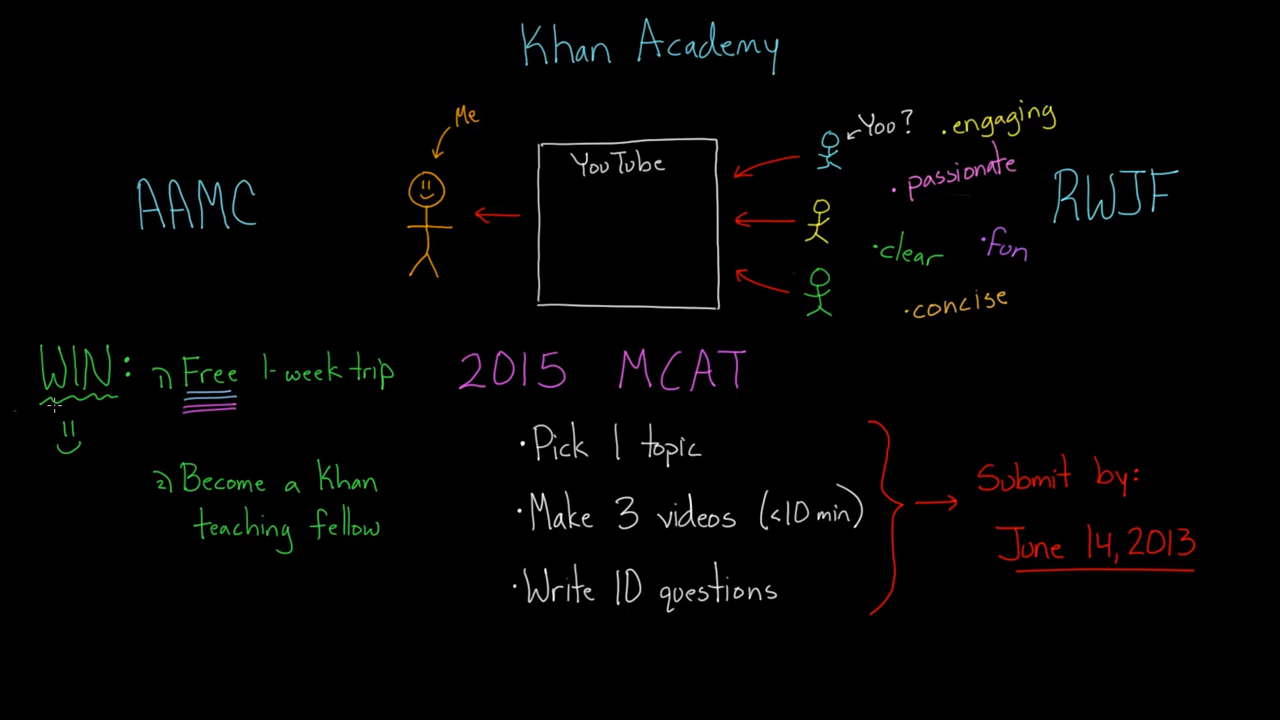 Khan Academy
Me
You?
• engaging
YouTube
• passionate
AAMC
RWJF
• clear
• fun
• concise
WIN:
1) Free 1-week trip
2015 MCAT
• Pick 1 topic
2) Become a Khan
teaching fellow
• Make 3 videos (<10 min)
• Write 10 questions
Submit by:
June 14, 2013